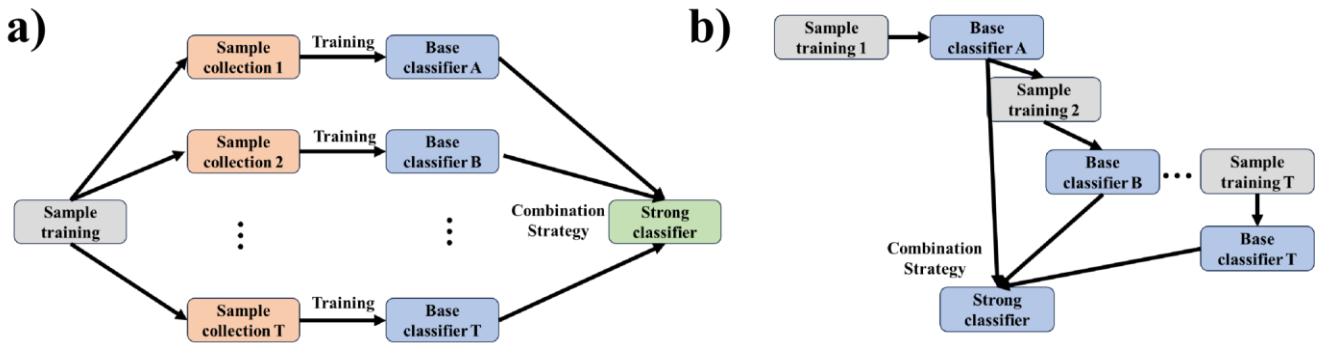 a)
Sample
collection 1
Training
Base
classifier A
Sample
collection 2
Training
Base
classifier B
Sample
training
Combination
Strategy
Strong
classifier
Sample
collection T
Training
Base
classifier T
b)
Sample
training 1
Base
classifier A
Sample
training 2
Base
classifier B
Sample
training T
Base
classifier T
Combination
Strategy
Strong
classifier